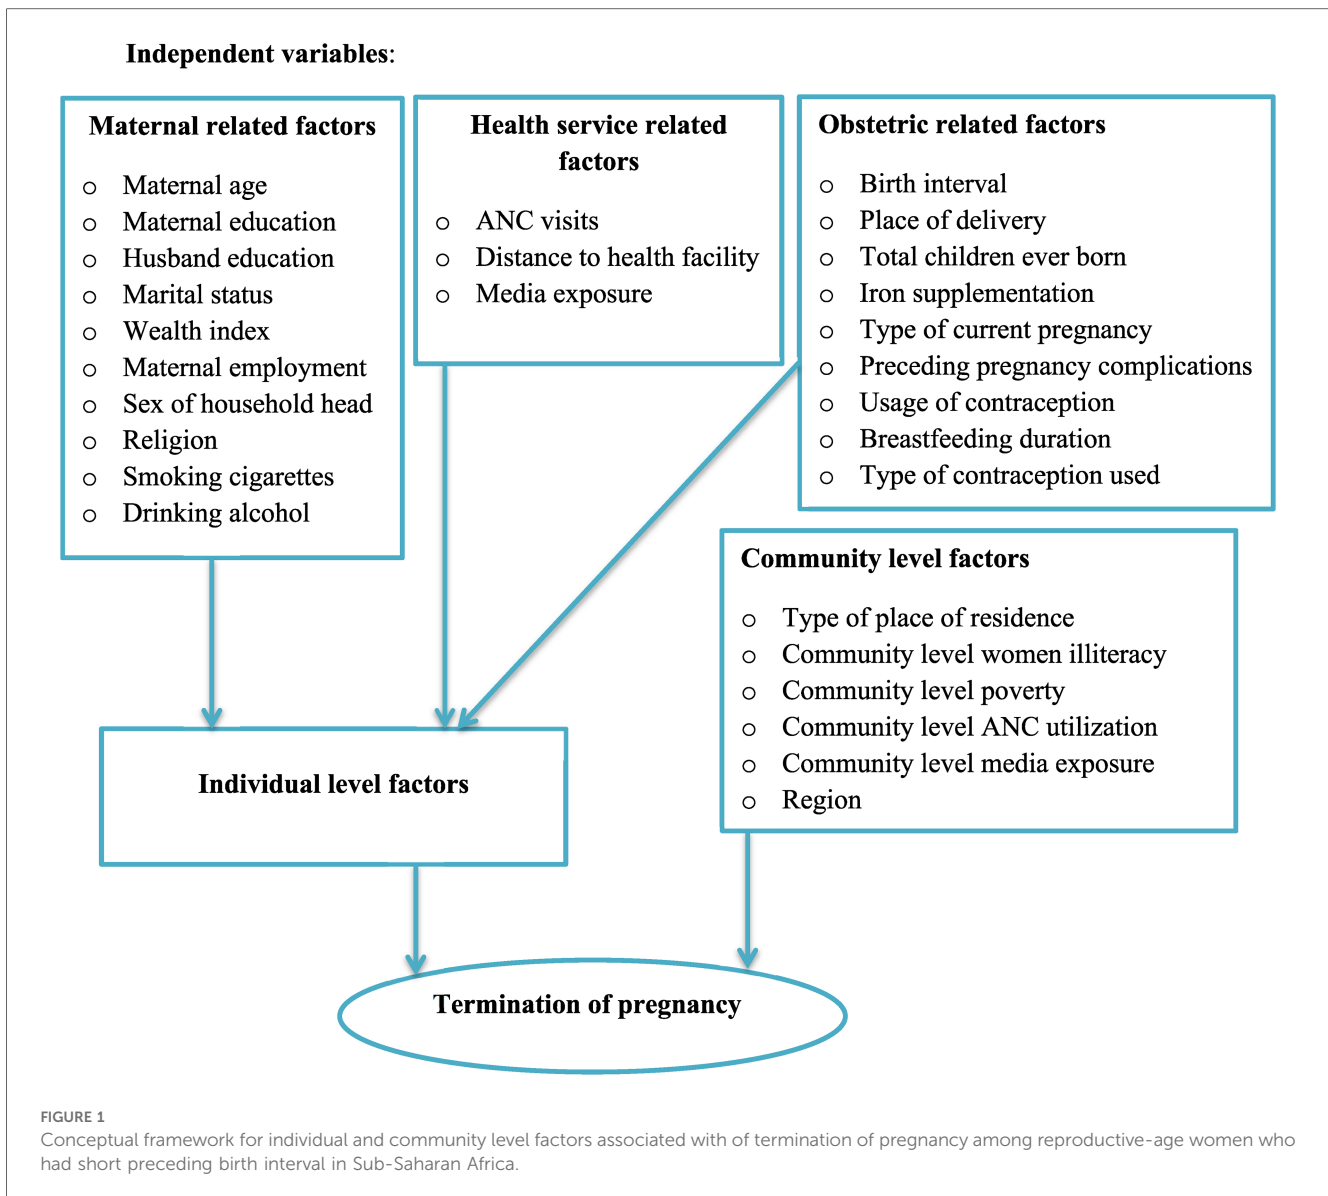 Independent variables:
Maternal related factors
o Maternal age
o Maternal education
o Husband education
o Marital status
o Wealth index
o Maternal employment
o Sex of household head
o Religion
o Smoking cigarettes
o Drinking alcohol
Health service related
factors
o ANC visits
o Distance to health facility
o Media exposure
Obstetric related factors
o Birth interval
o Place of delivery
o Total children ever born
o Iron supplementation
o Type of current pregnancy
o Preceding pregnancy complications
o Usage of contraception
o Breastfeeding duration
o Type of contraception used
Community level factors
o Type of place of residence
o Community level women illiteracy
o Community level poverty
o Community level ANC utilization
o Community level media exposure
o Region
Individual level factors
Termination of pregnancy
FIGURE 1
Conceptual framework for individual and community level factors associated with of termination of pregnancy among reproductive-age women who
had short preceding birth interval in Sub-Saharan Africa.